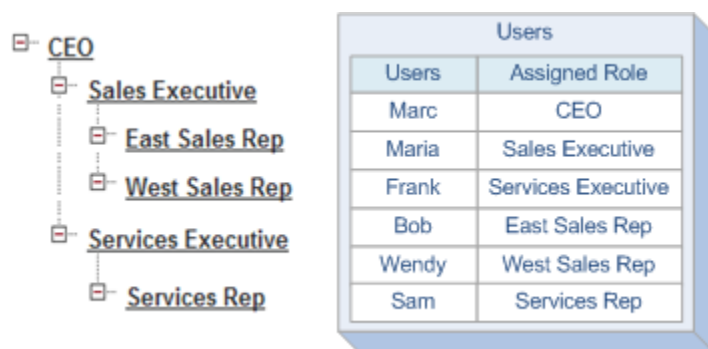 CEO
Sales Executive
East Sales Rep
West Sales Rep
Services Executive
Services Rep
Users
Users Assigned Role
Marc CEO
Maria Sales Executive
Frank Services Executive
Bob East Sales Rep
Wendy West Sales Rep
Sam Services Rep